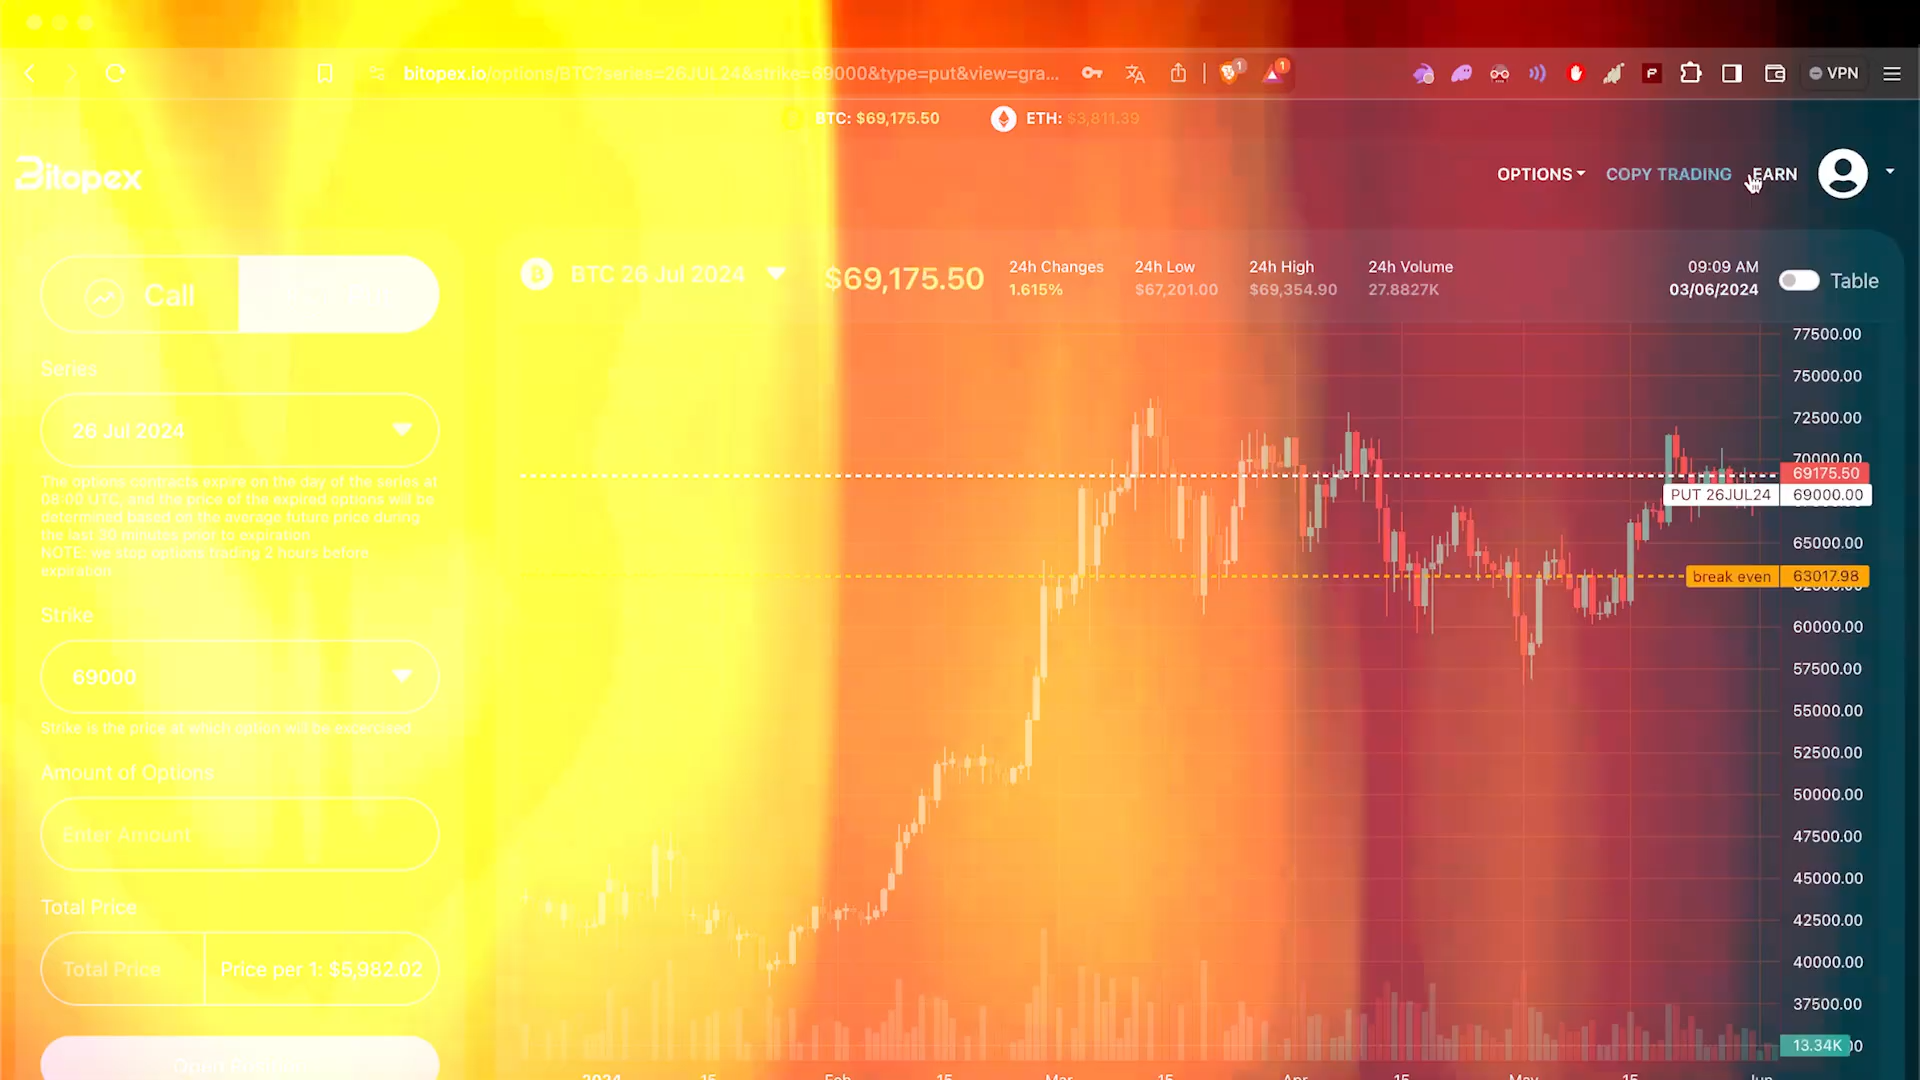 bitopex.io/options/BTC?series=26JUL24&strike=69000&type=put&view=gra...
1
1
VPN
BTC: $69,175.50
ETH: $3,811.39
Bitopex
OPTIONS
COPY TRADING
EARN
Call
BTC 26 Jul 2024
$69,175.50
24h Changes
1.615%
24h Low
$67,201.00
24h High
$69,354.90
24h Volume
27.8827K
09:09 AM
03/06/2024
Table
Series
26 Jul 2024
The options contracts expire on the day of the series at
08:00 UTC, and the price of the expired options will be
determined based on the average future price during
the last 30 minutes prior to expiration
NOTE: we stop options trading 2 hours before
expiration
Strike
69000
Strike is the price at which option will be excercised
Amount of Options
Enter Amount
Total Price
Total Price
Price per 1: $5,982.02
77500.00
75000.00
72500.00
70000.00
69175.50
PUT 26JUL24
69000.00
65000.00
break even
63017.98
60000.00
57500.00
55000.00
52500.00
50000.00
47500.00
45000.00
42500.00
40000.00
37500.00
13.34K
2024
15
Feb
15
Mar
15
Apr
15
May
15
Jun